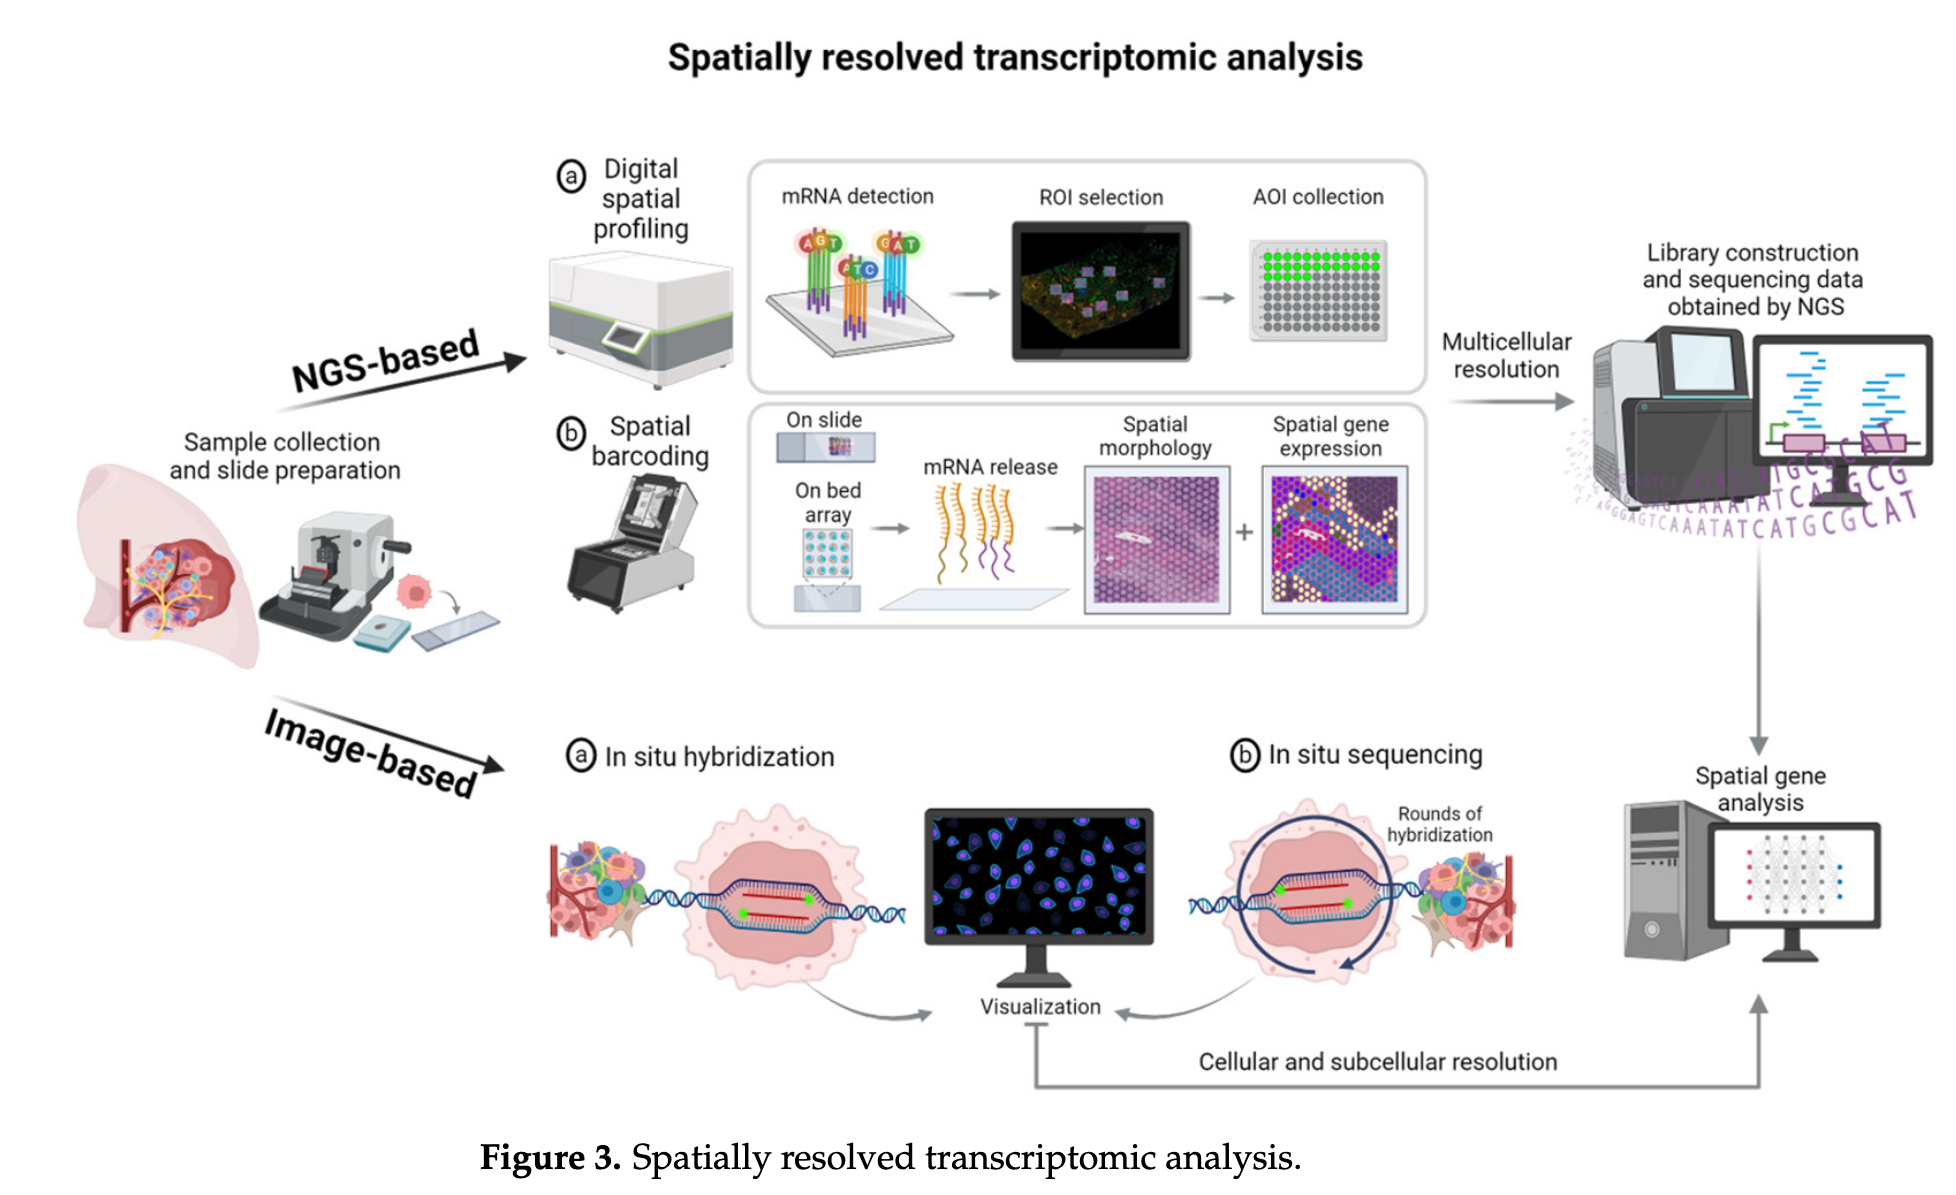 Spatially resolved transcriptomic analysis
a
Digital
spatial
profiling
mRNA detection
A G T
A T C
G A T
ROI selection
AOI collection
Library construction
and sequencing data
obtained by NGS
NGS-based
Multicellular
resolution
Sample collection
and slide preparation
b
Spatial
barcoding
On slide
On bed
array
mRNA release
Spatial
morphology
+
Spatial gene
expression
GGGAGTCAAATATCATGCGCAT
Image-based
a In situ hybridization
b In situ sequencing
Rounds of
hybridization
Visualization
Spatial gene
analysis
Cellular and subcellular resolution
Figure 3. Spatially resolved transcriptomic analysis.